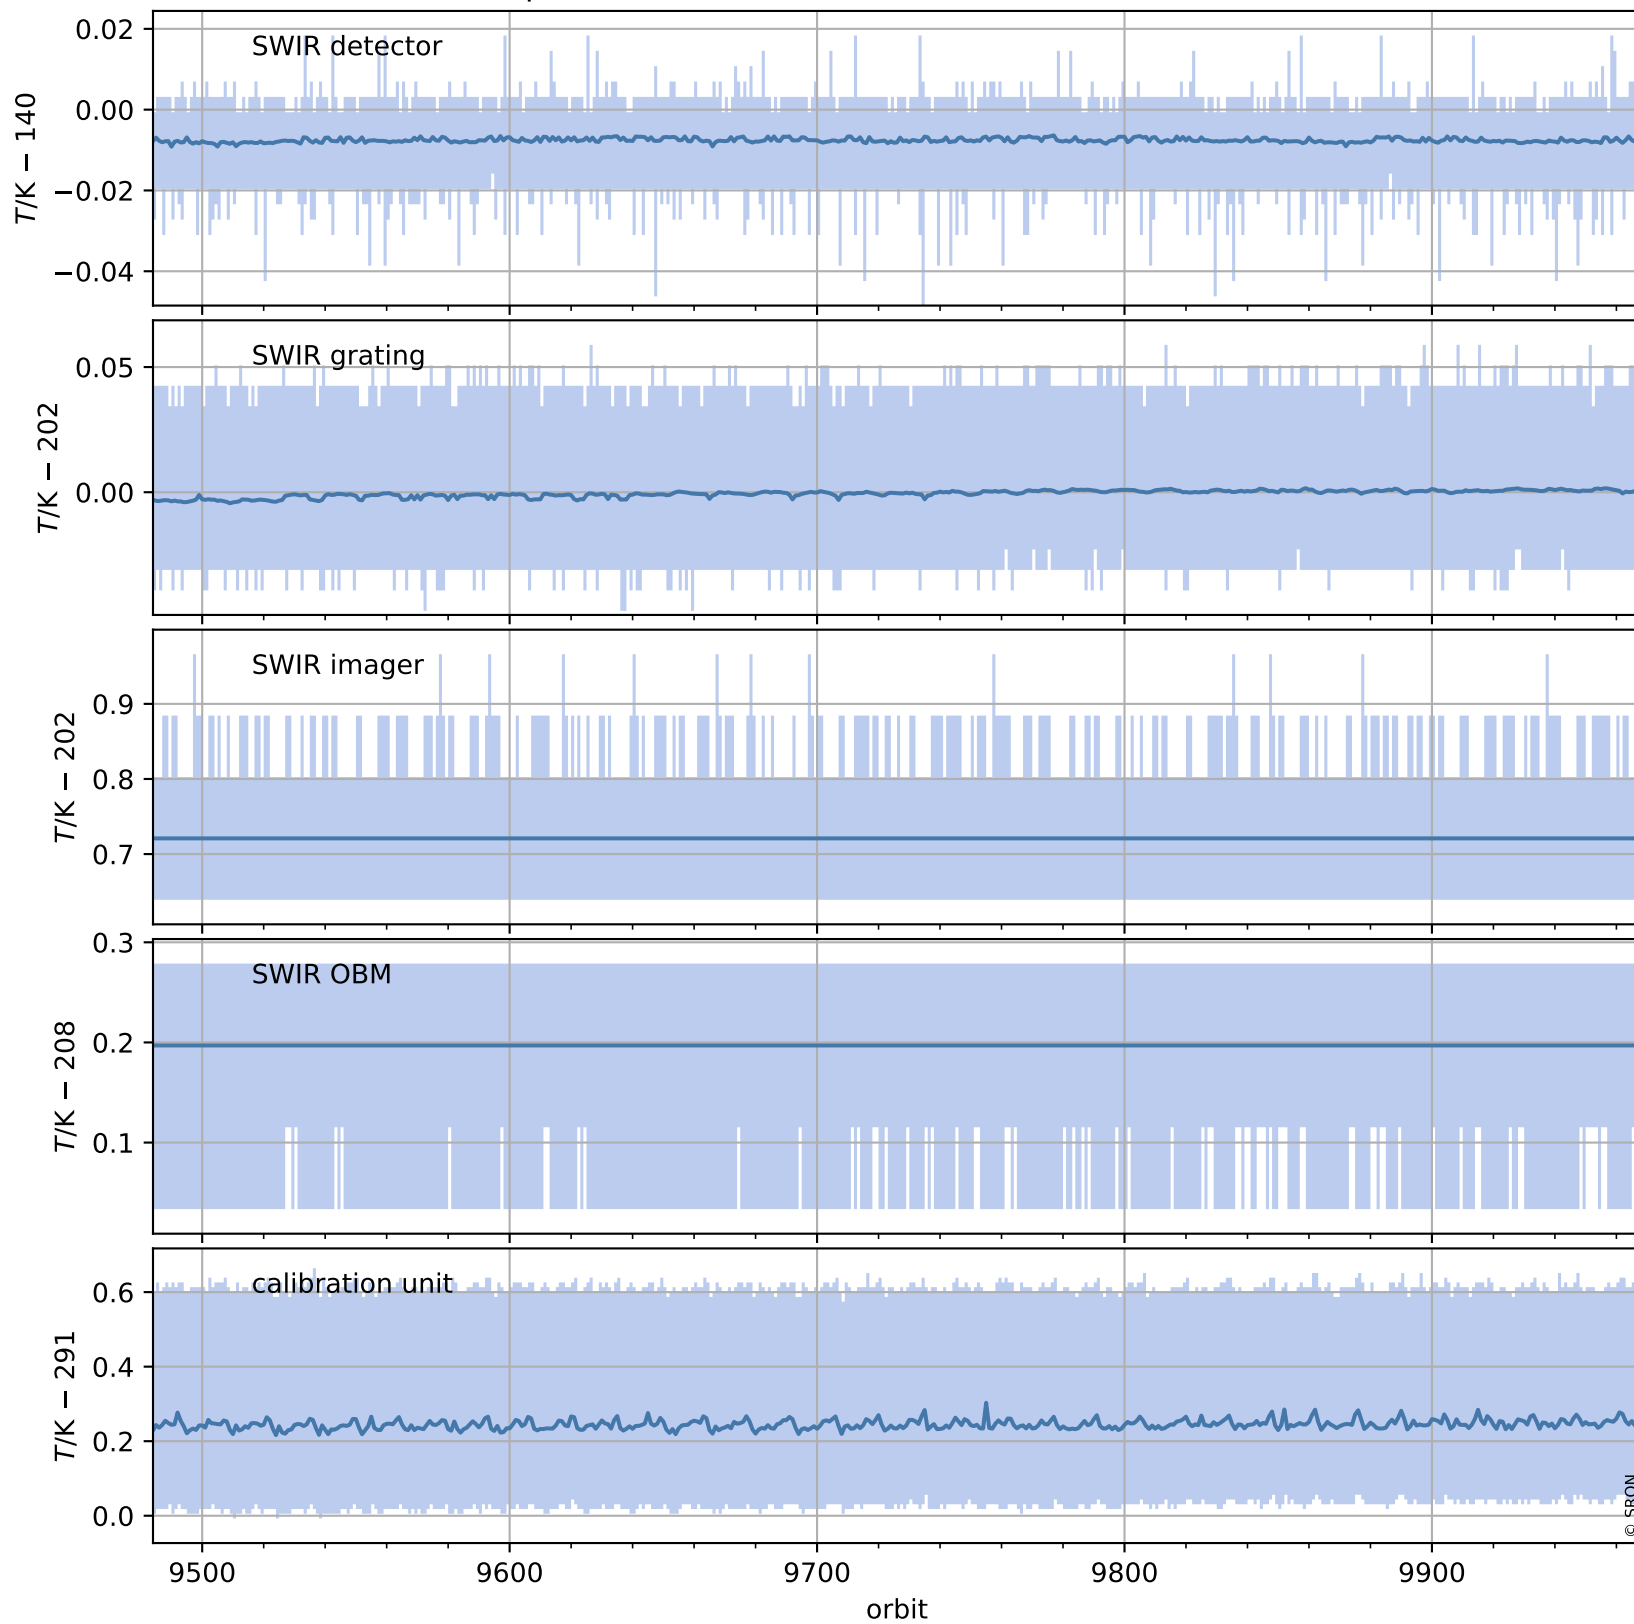 SWIR detector
T/K − 140
0.02
0.00
−0.02
−0.04
SWIR grating
T/K − 202
0.05
0.00
SWIR imager
T/K − 202
0.9
0.8
0.7
SWIR OBM
T/K − 208
0.3
0.2
0.1
calibration unit
T/K − 291
0.6
0.4
0.2
0.0
9500 9600 9700 9800 9900
orbit
© SRON